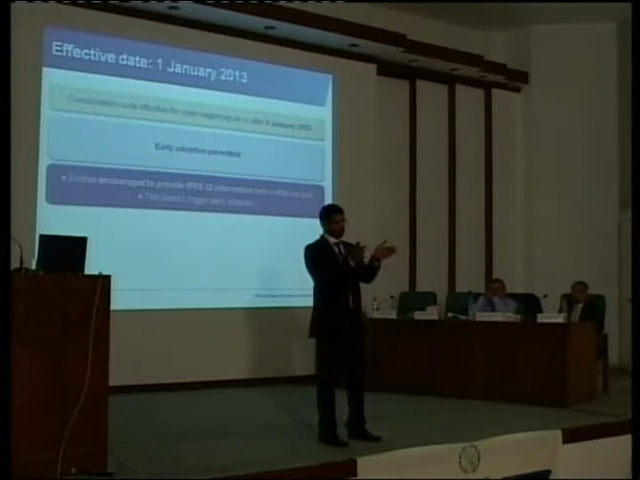 Effective date: 1 January 2013
Consolidation suite effective for years beginning on or after 1 January 2013
Early adoption permitted
• Entities encouraged to provide IFRS 12 information before effective date
• This doesn't trigger early adoption